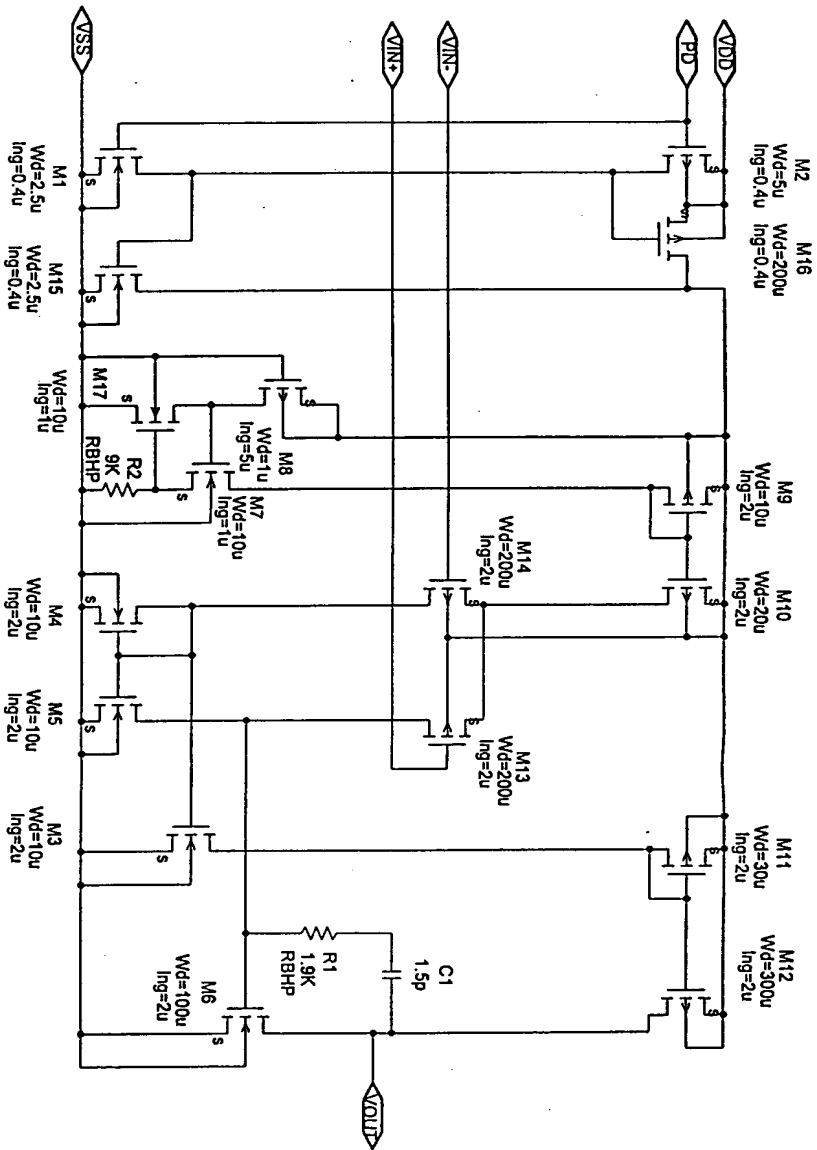 VDD
PD
VIN-
VIN+
VSS
M2
Wd=5u
lng=0.4u
S
M16
Wd=200u
lng=0.4u
S
M9
Wd=10u
lng=2u
S
M10
Wd=20u
lng=2u
S
M11
Wd=30u
lng=2u
S
M12
Wd=300u
lng=2u
S
M14
Wd=200u
lng=2u
S
M13
Wd=200u
lng=2u
S
C1
1.5p
VOUT
R1
1.9K
RBHP
M8
Wd=1u
lng=5u
S
M7
Wd=10u
lng=1u
S
R2
9K
RBHP
M1
Wd=2.5u
lng=0.4u
S
M15
Wd=2.5u
lng=0.4u
S
M17
Wd=10u
lng=1u
S
M4
Wd=10u
lng=2u
S
M5
Wd=10u
lng=2u
S
M3
Wd=10u
lng=2u
S
M6
Wd=100u
lng=2u
S